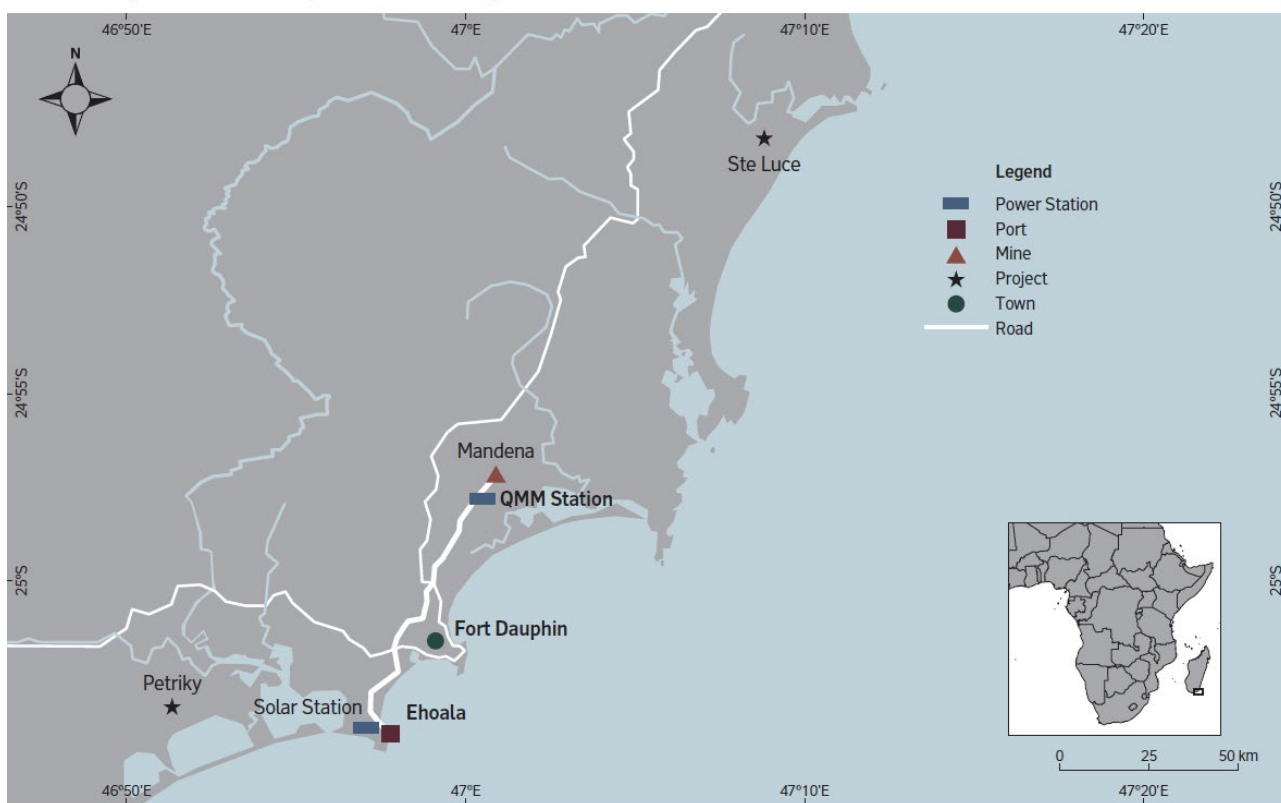 46°50'E
47°0'E
47°10'E
47°20'E
N
Ste Luce
24°50'S
24°50'S
Legend
Power Station
Port
Mine
Project
Town
Road
24°55'S
24°55'S
Mandena
QMM Station
25°S
25°S
Fort Dauphin
Petriky
Solar Station
Ehoala
0 25 50 km
46°50'E
47°E
47°10'E
47°20'E